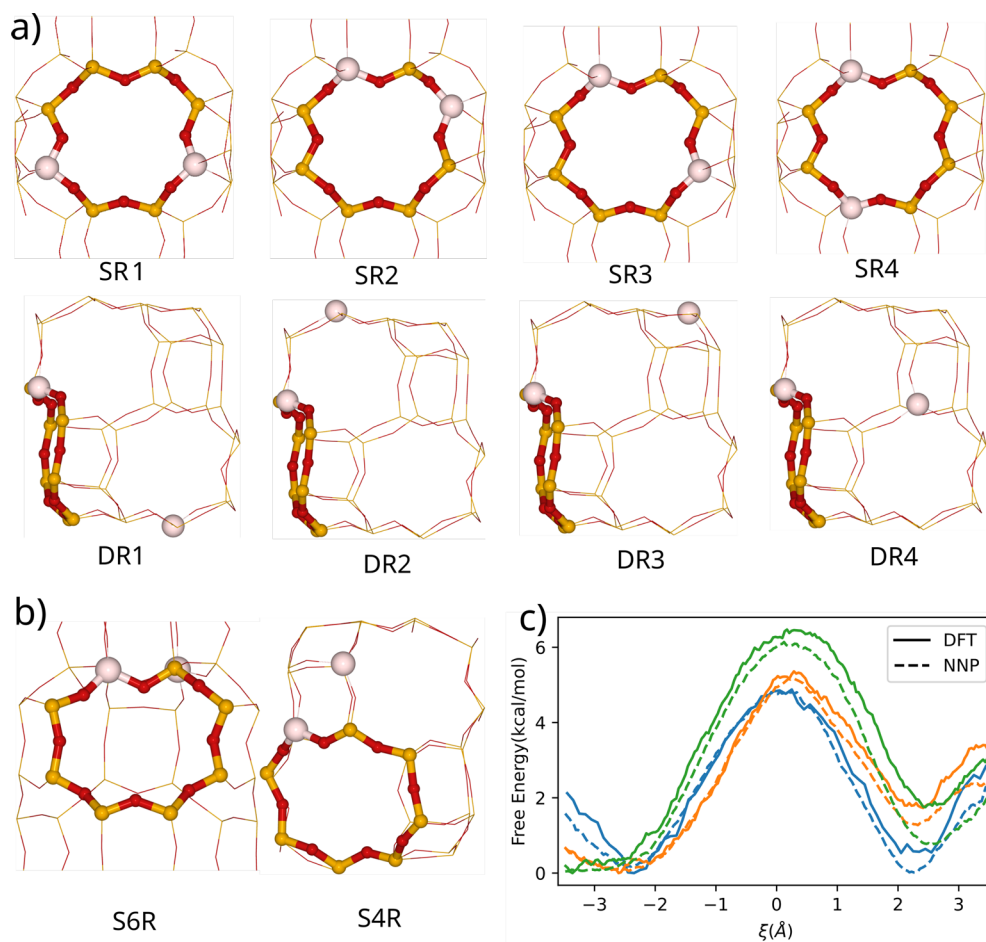 a)
SR1 SR2 SR3 SR4
DR1 DR2 DR3 DR4
b)
S6R S4R
c)
DFT
NNP
Free Energy(kcal/mol)
6
4
2
0
−3 −2 −1 0 1 2 3
ξ(Å)